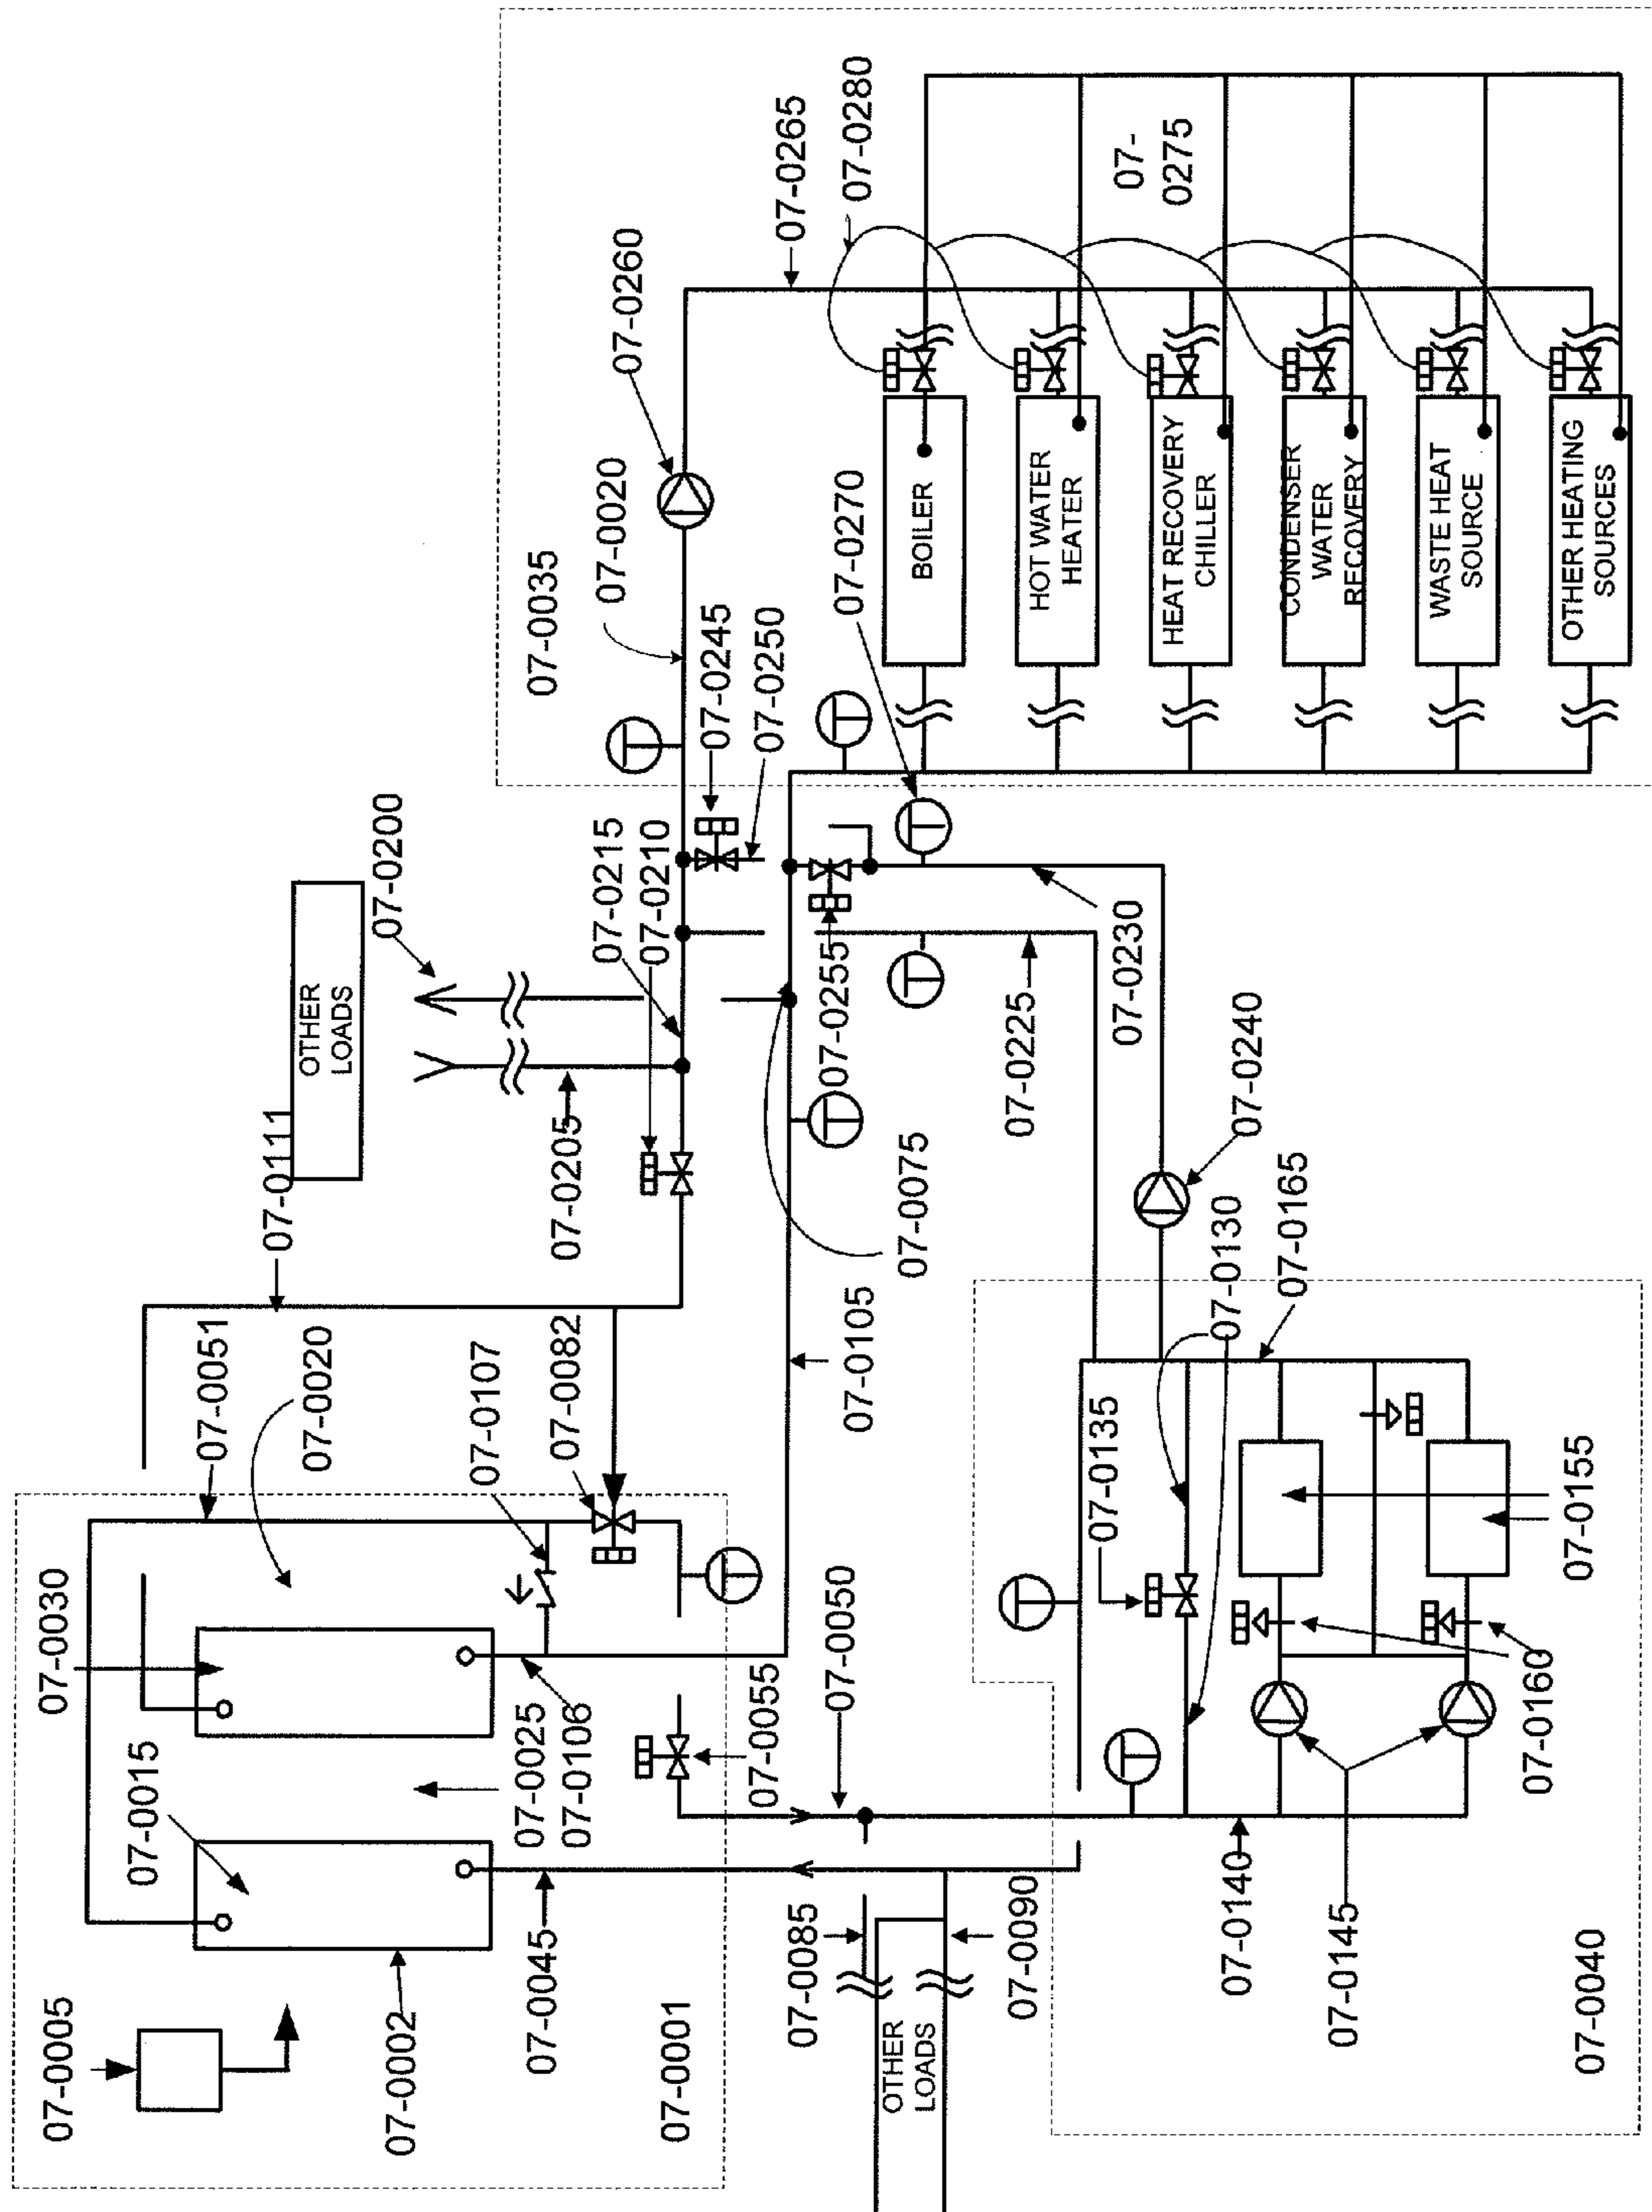 07-0005
07-0030
07-0015
07-0051
07-0111
07-0020
OTHER
LOADS
07-0200
07-0002
07-0107
07-0025
07-0106
07-0045
07-0082
07-0205
07-0035
07-0215
07-0210
07-0020
07-0260
07-0001
07-0245
07-0250
07-0055
07-0265
07-0085
07-0050
07-0255
07-0270
07-0280
07-0105
OTHER
LOADS
07-0075
BOILER
07-0090
07-0225
HOT WATER
HEATER
07-0135
07-0230
07-
0275
HEAT RECOVERY
CHILLER
07-0130
07-0140
07-0240
07-0165
CONDENSER
WATER
RECOVERY
07-0145
WASTE HEAT
SOURCE
07-0160
07-0155
OTHER HEATING
SOURCES
07-0040